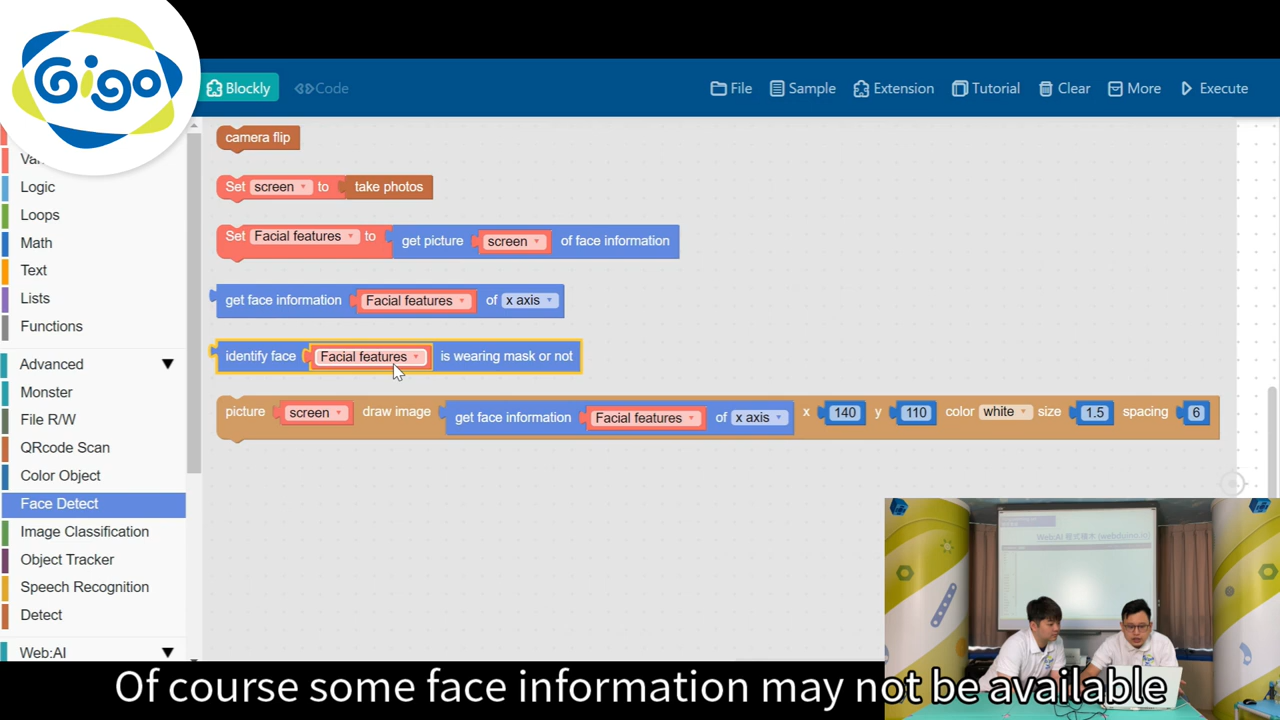 Gigo
Blockly
Code
File
Sample
Extension
Tutorial
Clear
More
Execute
Logic
Loops
Math
Text
Lists
Functions
Advanced
Monster
File R/W
QRcode Scan
Color Object
Face Detect
Image Classification
Object Tracker
Speech Recognition
Detect
Web:AI
camera flip
Set screen to take photos
Set Facial features to get picture screen of face information
get face information Facial features of x axis
identify face Facial features is wearing mask or not
picture screen draw image get face information Facial features of x axis x 140 y 110 color white size 1.5 spacing 6
Of course some face information may not be available